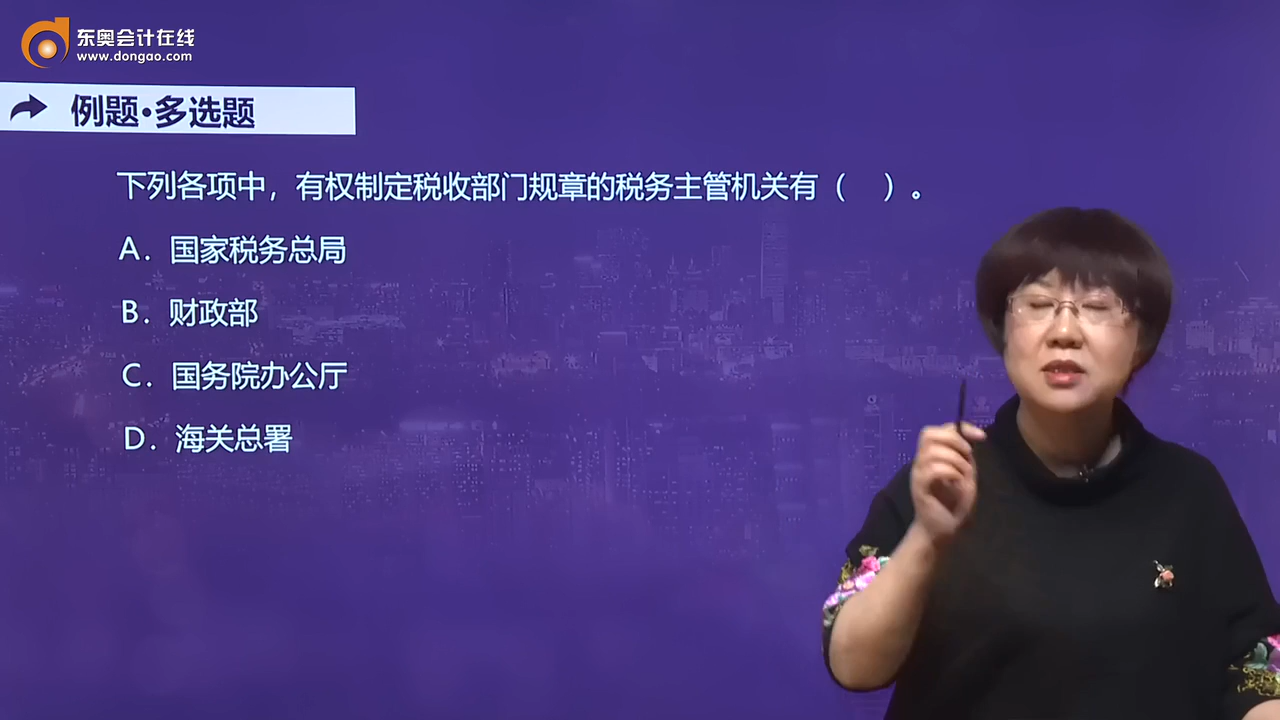 东奥会计在线
www.dongao.com
例题·多选题
下列各项中，有权制定税收部门规章的税务主管机关有（ ）。
A．国家税务总局
B．财政部
C．国务院办公厅
D．海关总署